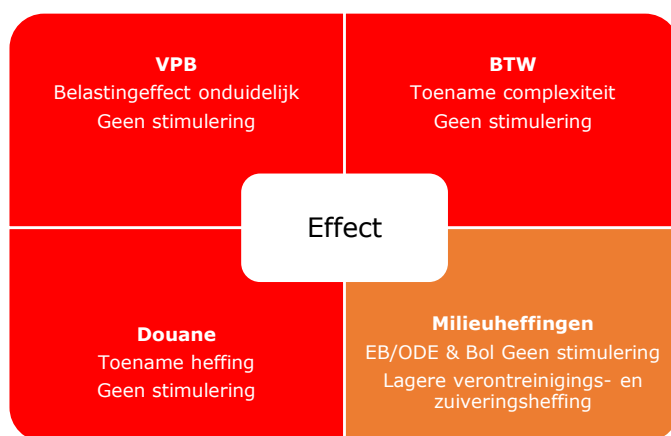 VPB
Belastingeffect onduidelijk
Geen stimulering
BTW
Toename complexiteit
Geen stimulering
Effect
Douane
Toename heffing
Geen stimulering
Milieuheffingen
EB/ODE & Bol Geen stimulering
Lagere verontreinigings- en
zuiveringsheffing